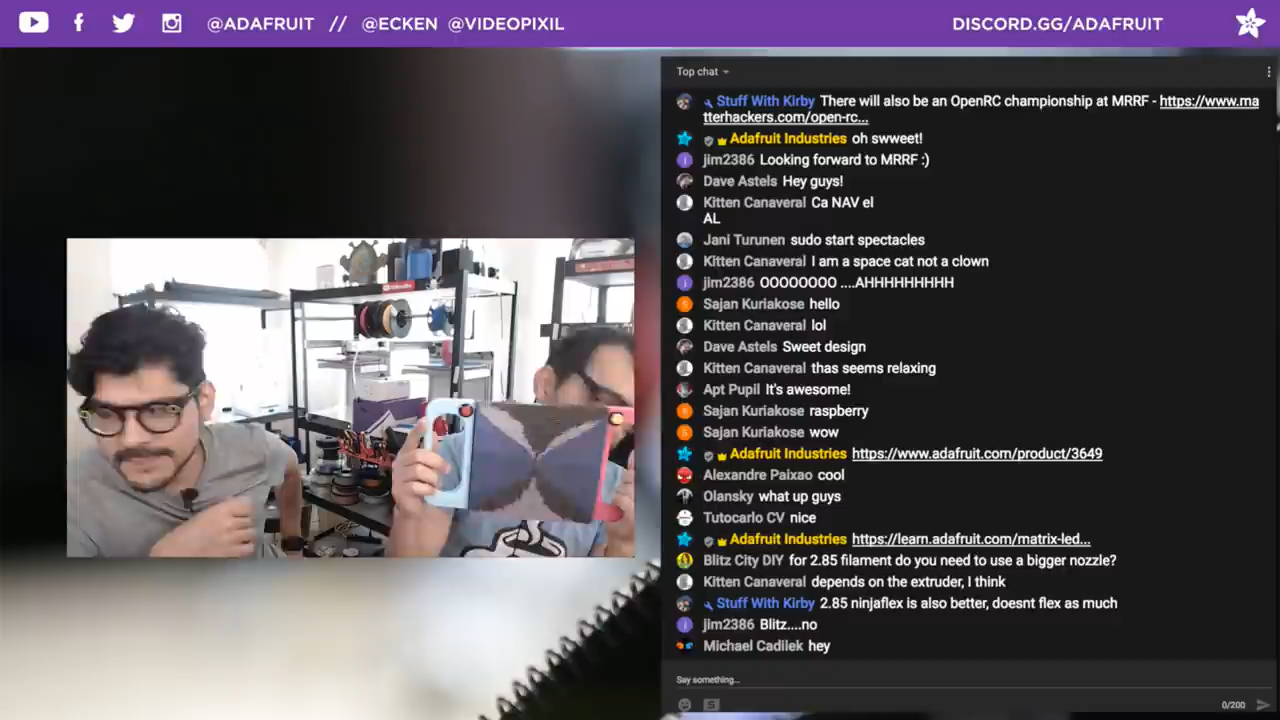 @ADAFRUIT // @ECKEN @VIDEOPIXIL
DISCORD.GG/ADAFRUIT
Top chat
Stuff With Kirby There will also be an OpenRC championship at MRRF - https://www.ma
tterhackers.com/open-rc...
Adafruit Industries oh swweet!
jim2386 Looking forward to MRRF :)
Dave Astels Hey guys!
Kitten Canaveral Ca NAV el
AL
Jani Turunen sudo start spectacles
Kitten Canaveral I am a space cat not a clown
jim2386 OOOOOOOO ....AHHHHHHHHH
Sajan Kuriakose hello
Kitten Canaveral lol
Dave Astels Sweet design
Kitten Canaveral thas seems relaxing
Apt Pupil It's awesome!
Sajan Kuriakose raspberry
Sajan Kuriakose wow
Adafruit Industries https://www.adafruit.com/product/3649
Alexandre Paixao cool
Olansky what up guys
Tutocarlo CV nice
Adafruit Industries https://learn.adafruit.com/matrix-led...
Blitz City DIY for 2.85 filament do you need to use a bigger nozzle?
Kitten Canaveral depends on the extruder, I think
Stuff With Kirby 2.85 ninjaflex is also better, doesnt flex as much
jim2386 Blitz....no
Michael Cadilek hey
Say something...
0/200